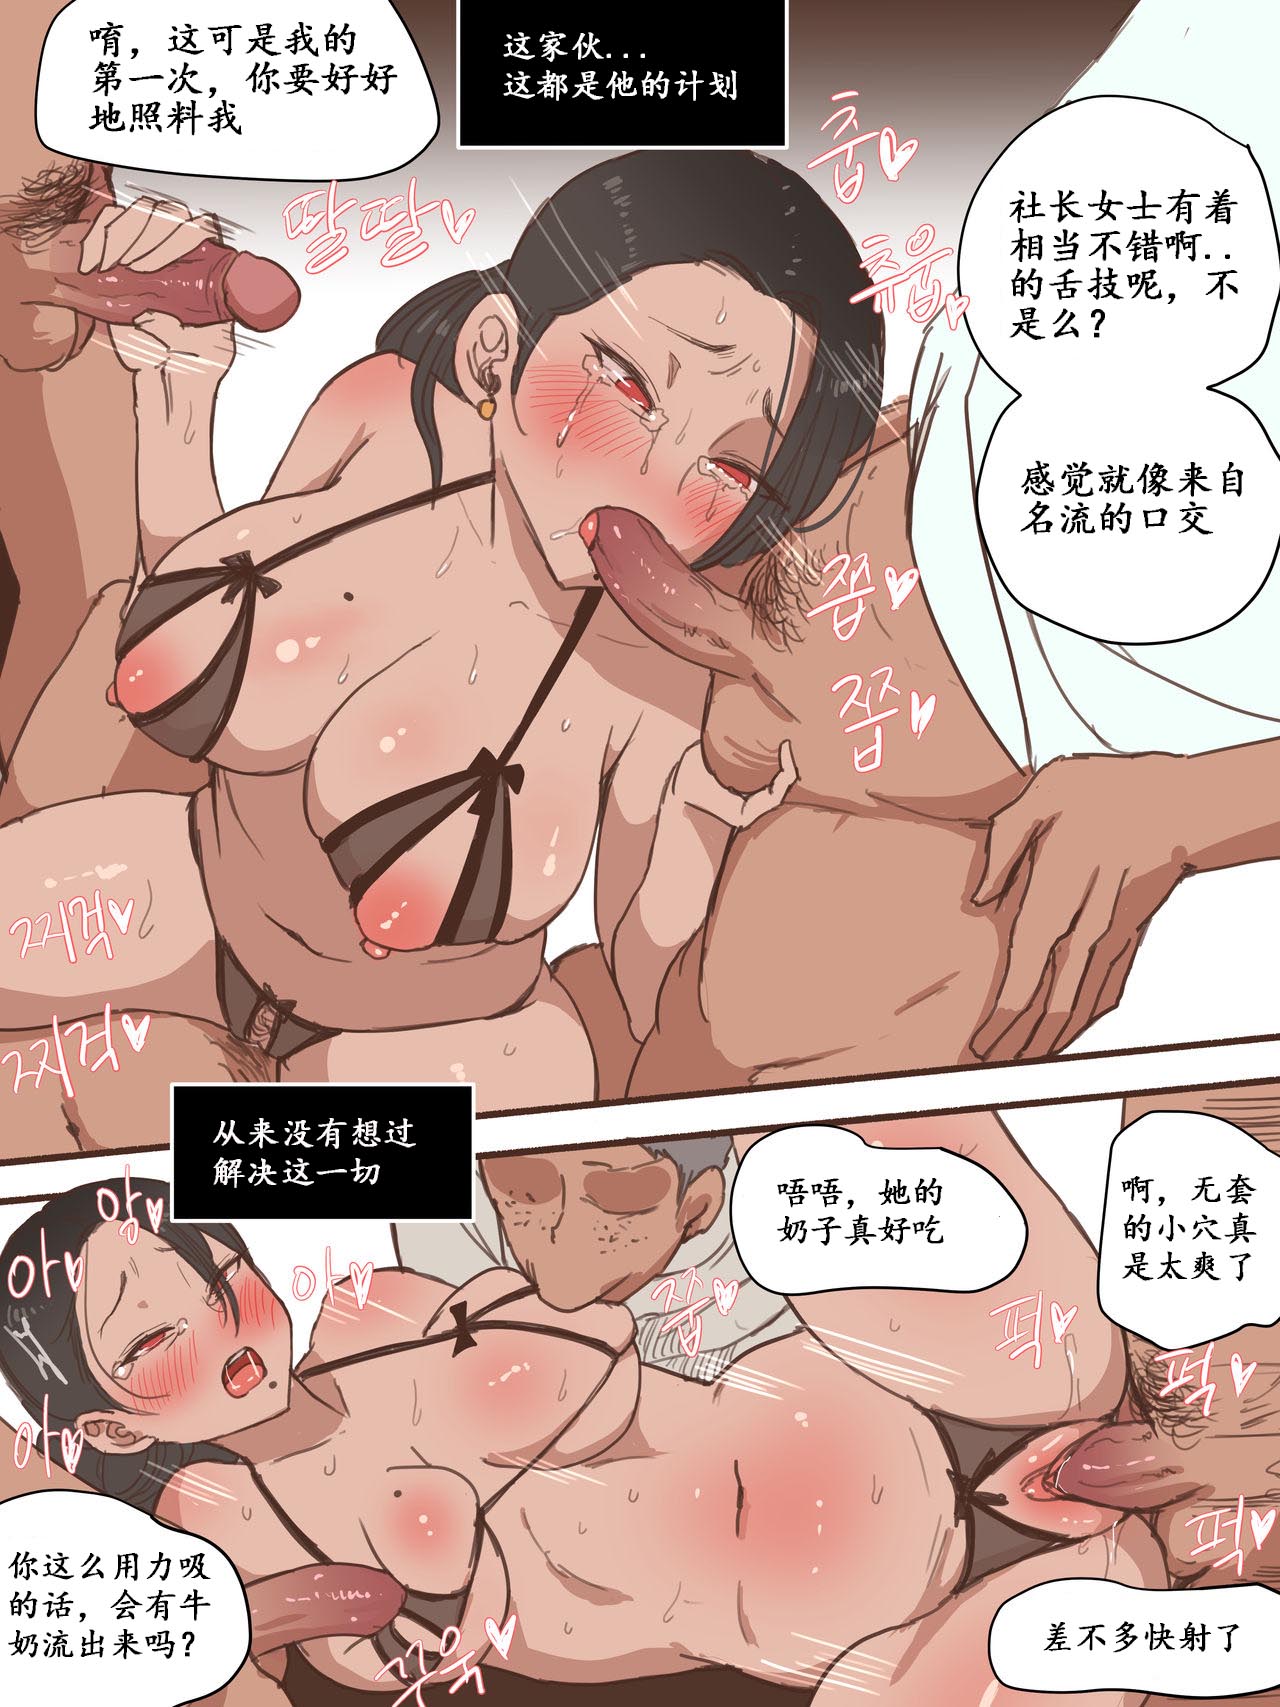 唷，这可是我的
第一次，你要好好
地照料我
这家伙...
这都是他的计划
社长女士有着
相当不错啊..
的舌技呢，不
是么？
感觉就像来自
名流的口交
딸딸
춥
츄읍
쭙
쭙
찌걱
찌걱
从来没有想过
解决这一切
唔唔，她的
奶子真好吃
啊，无套
的小穴真
是太爽了
앙
아
아
아
쭙
퍽
퍽
퍽
你这么用力吸
的话，会有牛
奶流出来吗？
꾸욱
差不多快射了